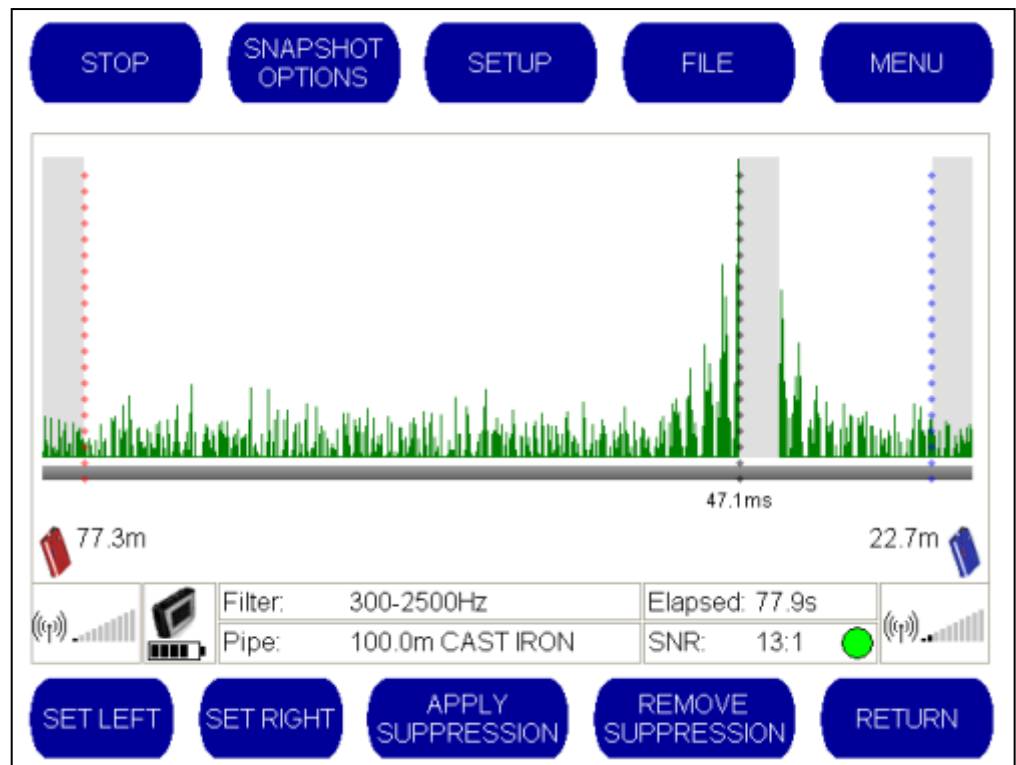 STOP
SNAPSHOT
OPTIONS
SETUP
FILE
MENU
47.1ms
77.3m
22.7m
Filter: 300-2500Hz
Elapsed: 77.9s
Pipe: 100.0m CAST IRON
SNR: 13:1
SET LEFT
SET RIGHT
APPLY
SUPPRESSION
REMOVE
SUPPRESSION
RETURN